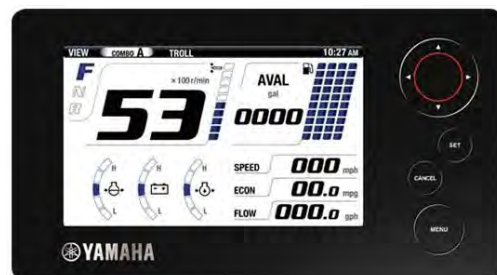 VIEW COMBO A TROLL 10:27 AM
F
N
R
×100 r/min
53
AVAL
gal
0000
H H H
L L L
SPEED 000 mph
ECON 00.0 mpg
FLOW 000.0 gph
SET
CANCEL
MENU
YAMAHA